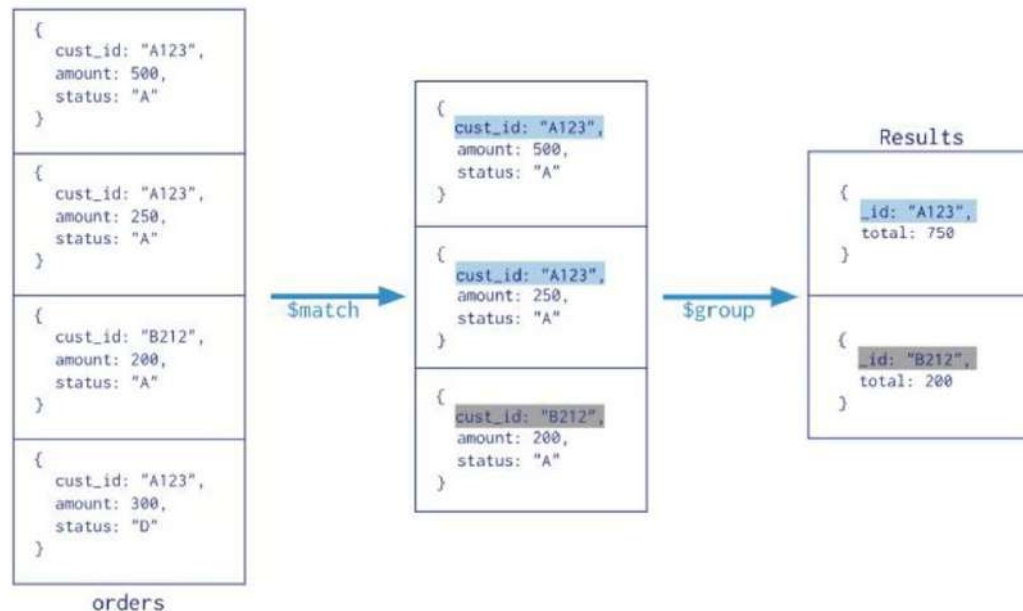 {
cust_id: "A123",
amount: 500,
status: "A"
}
{
cust_id: "A123",
amount: 250,
status: "A"
}
{
cust_id: "B212",
amount: 200,
status: "A"
}
{
cust_id: "A123",
amount: 300,
status: "D"
}
orders
$match
{
cust_id: "A123",
amount: 500,
status: "A"
}
{
cust_id: "A123",
amount: 250,
status: "A"
}
{
cust_id: "B212",
amount: 200,
status: "A"
}
$group
Results
{
_id: "A123",
total: 750
}
{
_id: "B212",
total: 200
}